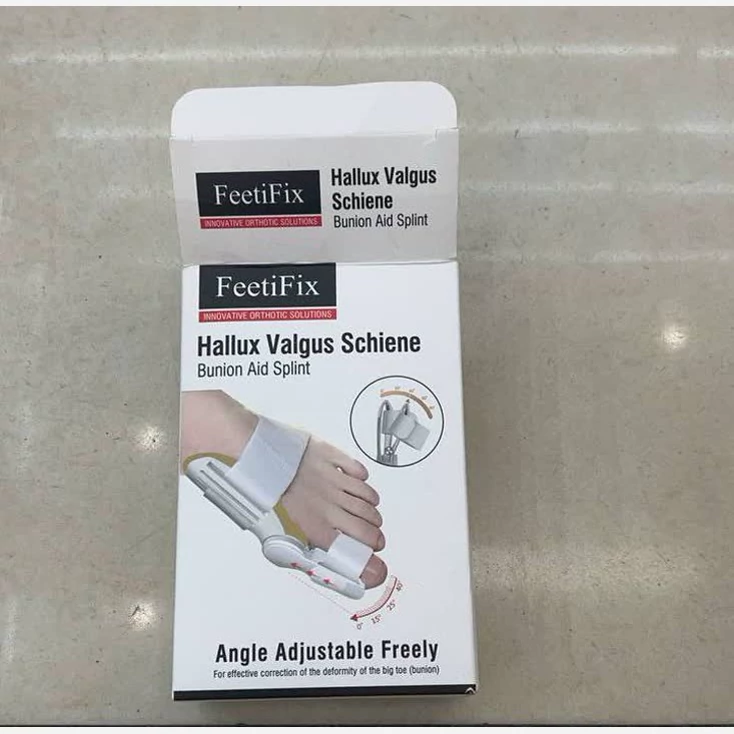 FeetiFix
INNOVATIVE ORTHOTIC SOLUTIONS
Hallux Valgus
Schiene
Bunion Aid Splint
FeetiFix
INNOVATIVE ORTHOTIC SOLUTIONS
Hallux Valgus Schiene
Bunion Aid Splint
0° 15° 25° 40°
Angle Adjustable Freely
For effective correction of the deformity of the big toe (bunion)